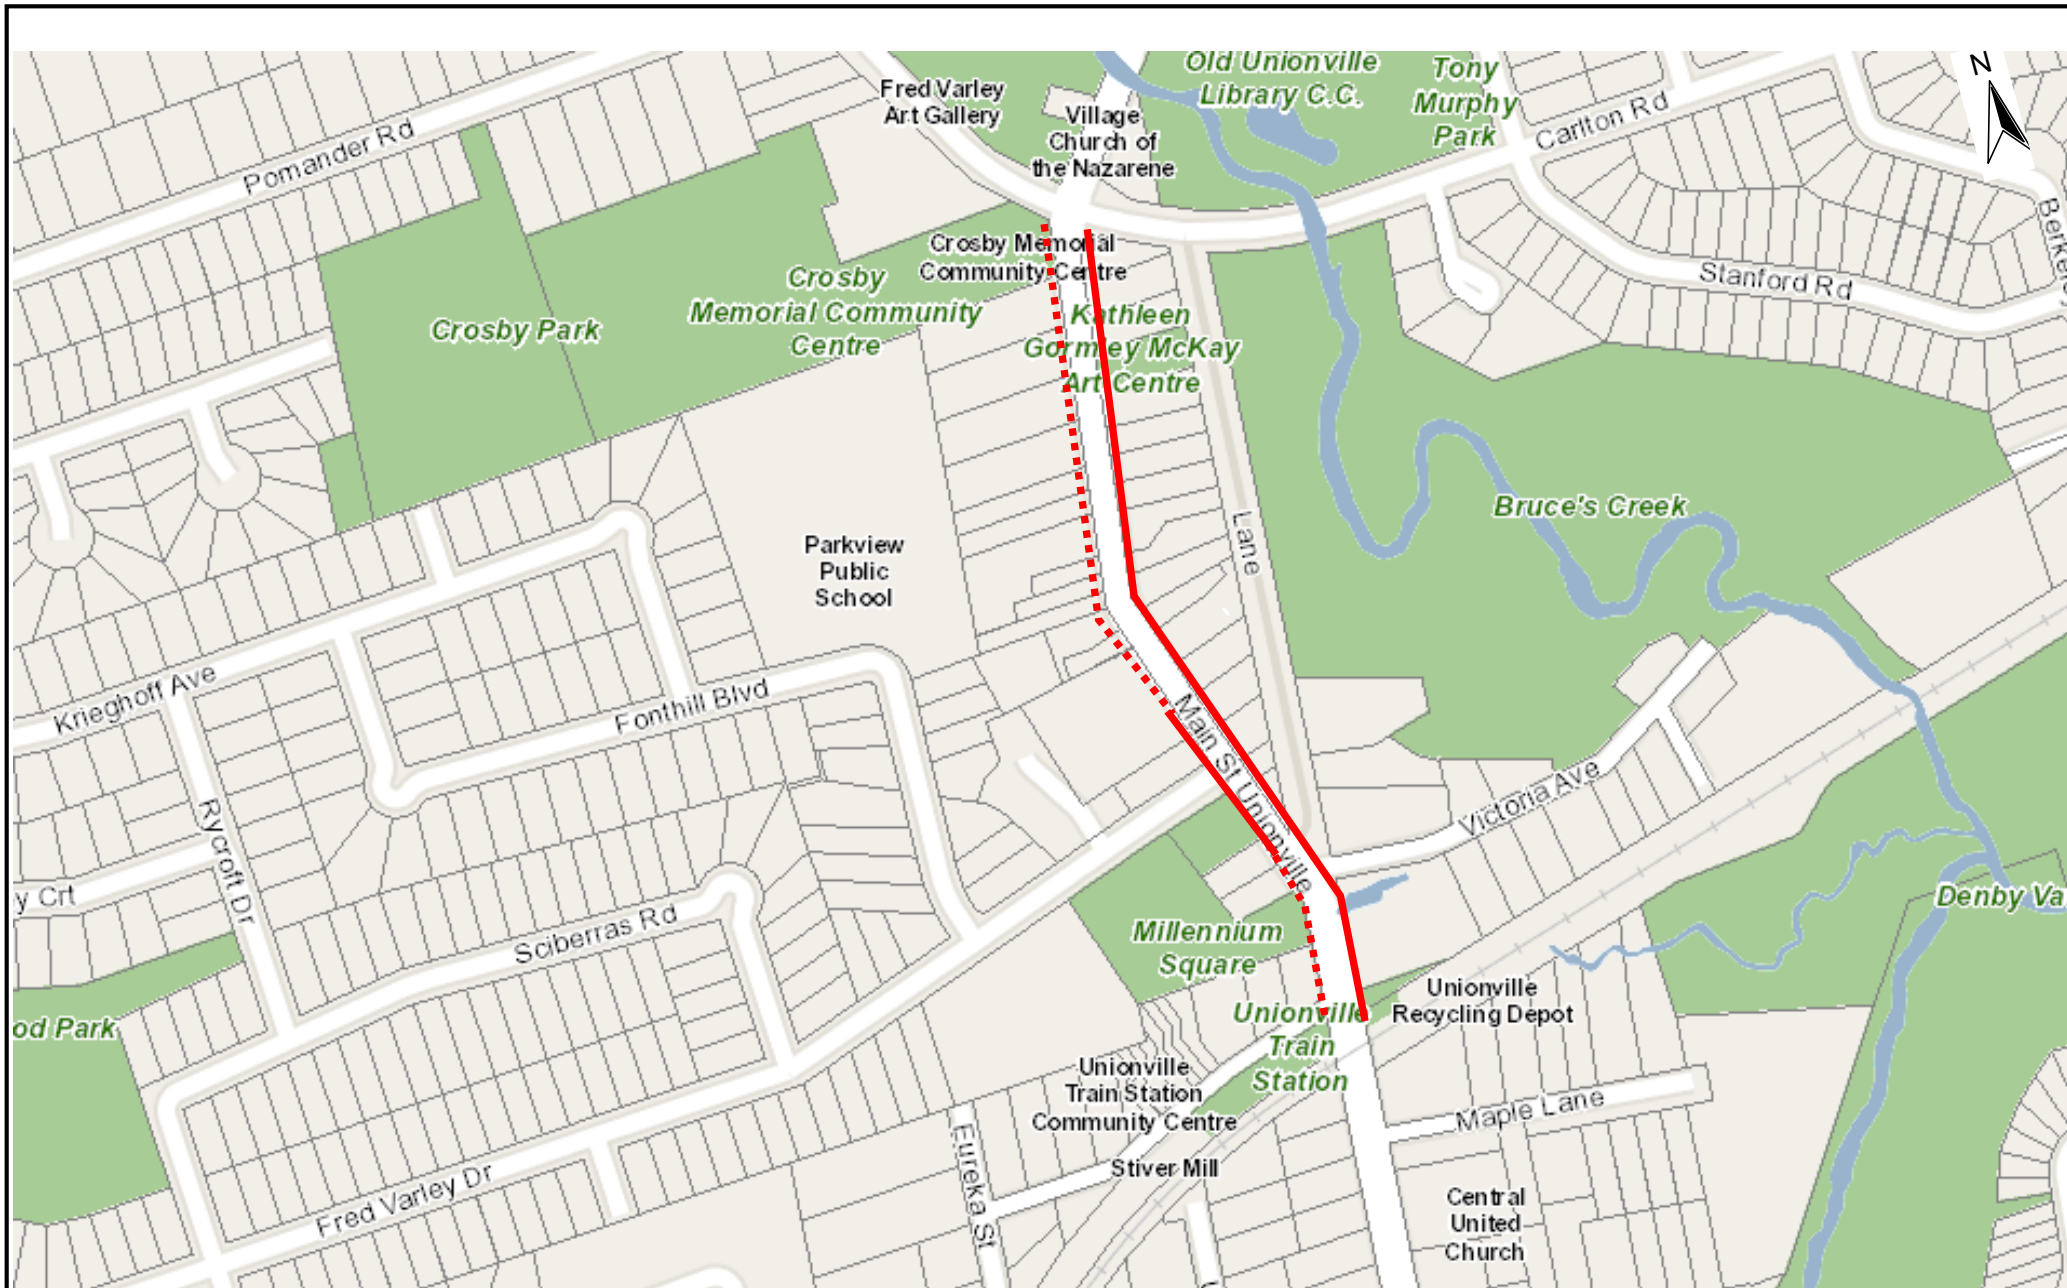 N
Old Unionville
Library C.C.
Tony
Murphy
Park
Fred Varley
Art Gallery
Village
Church of
the Nazarene
Carlton Rd
Pomander Rd
Crosby Memorial
Community Centre
Stanford Rd
Crosby
Memorial Community
Centre
Crosby Park
Kathleen
Gormley McKay
Art Centre
Bruce's Creek
Lane
Parkview
Public
School
Krieghoff Ave
Fonthill Blvd
Main St Unionville
Victoria Ave
Rycroft Dr
y Crt
Sciberras Rd
Denby Va
Millennium
Square
Unionville
Recycling Depot
Unionville
Train
Station
od Park
Unionville
Train Station
Community Centre
Maple Lane
Stiver Mill
Eureka St
Fred Varley Dr
Central
United
Church